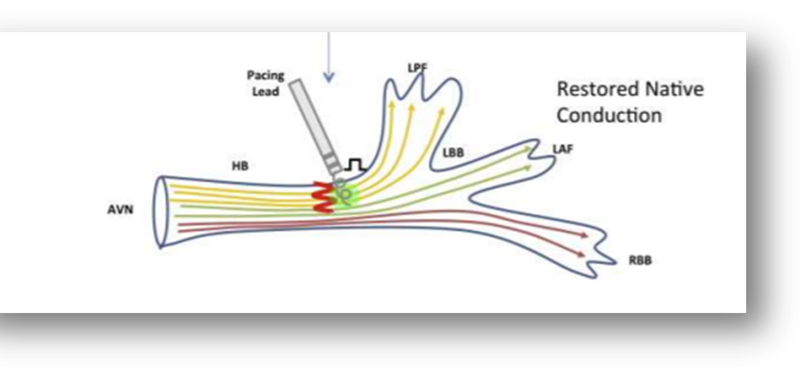 Pacing
Lead
LPF
Restored Native
Conduction
HB
LBB
LAF
AVN
RBB